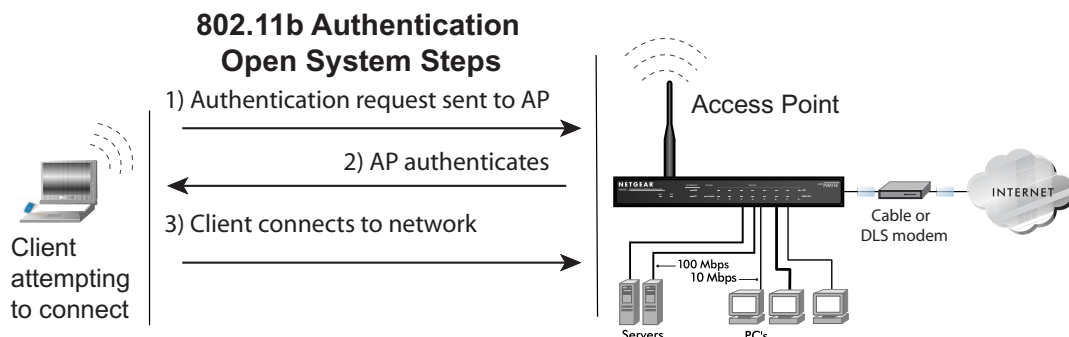 802.11b Authentication
Open System Steps
1) Authentication request sent to AP
2) AP authenticates
3) Client connects to network
Client
attempting
to connect
Access Point
NETGEAR
INTERNET
Cable or
DLS modem
100 Mbps
10 Mbps
Servers
PC's